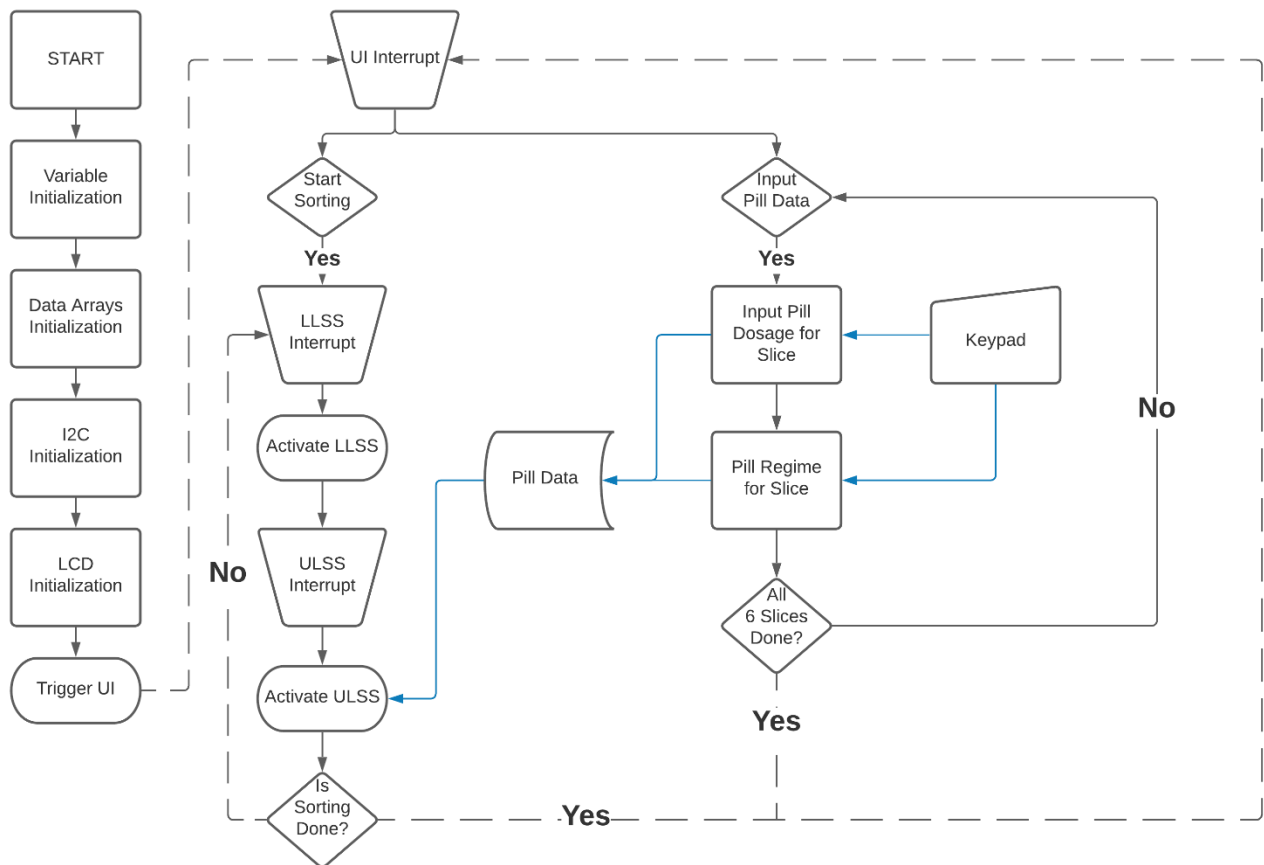 START
Variable
Initialization
Data Arrays
Initialization
I2C
Initialization
LCD
Initialization
Trigger UI
UI Interrupt
Start
Sorting
Yes
LLSS
Interrupt
Activate LLSS
ULSS
Interrupt
Activate ULSS
Is
Sorting
Done?
No
Yes
Input
Pill Data
Yes
Input Pill
Dosage for
Slice
Keypad
Pill Regime
for Slice
Pill Data
All
6 Slices
Done?
No
Yes